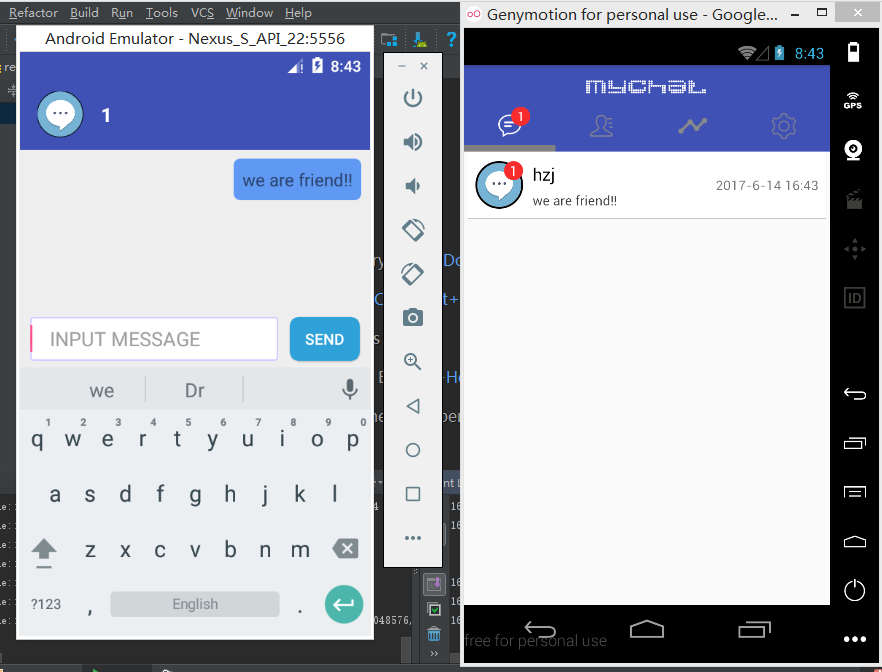 Refactor Build Run Tools VCS Window Help
Android Emulator - Nexus_S_API_22:5556
8:43
1
we are friend!!
INPUT MESSAGE
SEND
we Dr
1 2 3 4 5 6 7 8 9 0
q w e r t y u i o p
a s d f g h j k l
z x c v b n m
?123 , English .
Genymotion for personal use - Google...
8:43
GPS
mychat.
1
1
hzj
2017-6-14 16:43
we are friend!!
ID
free for personal use
048576,